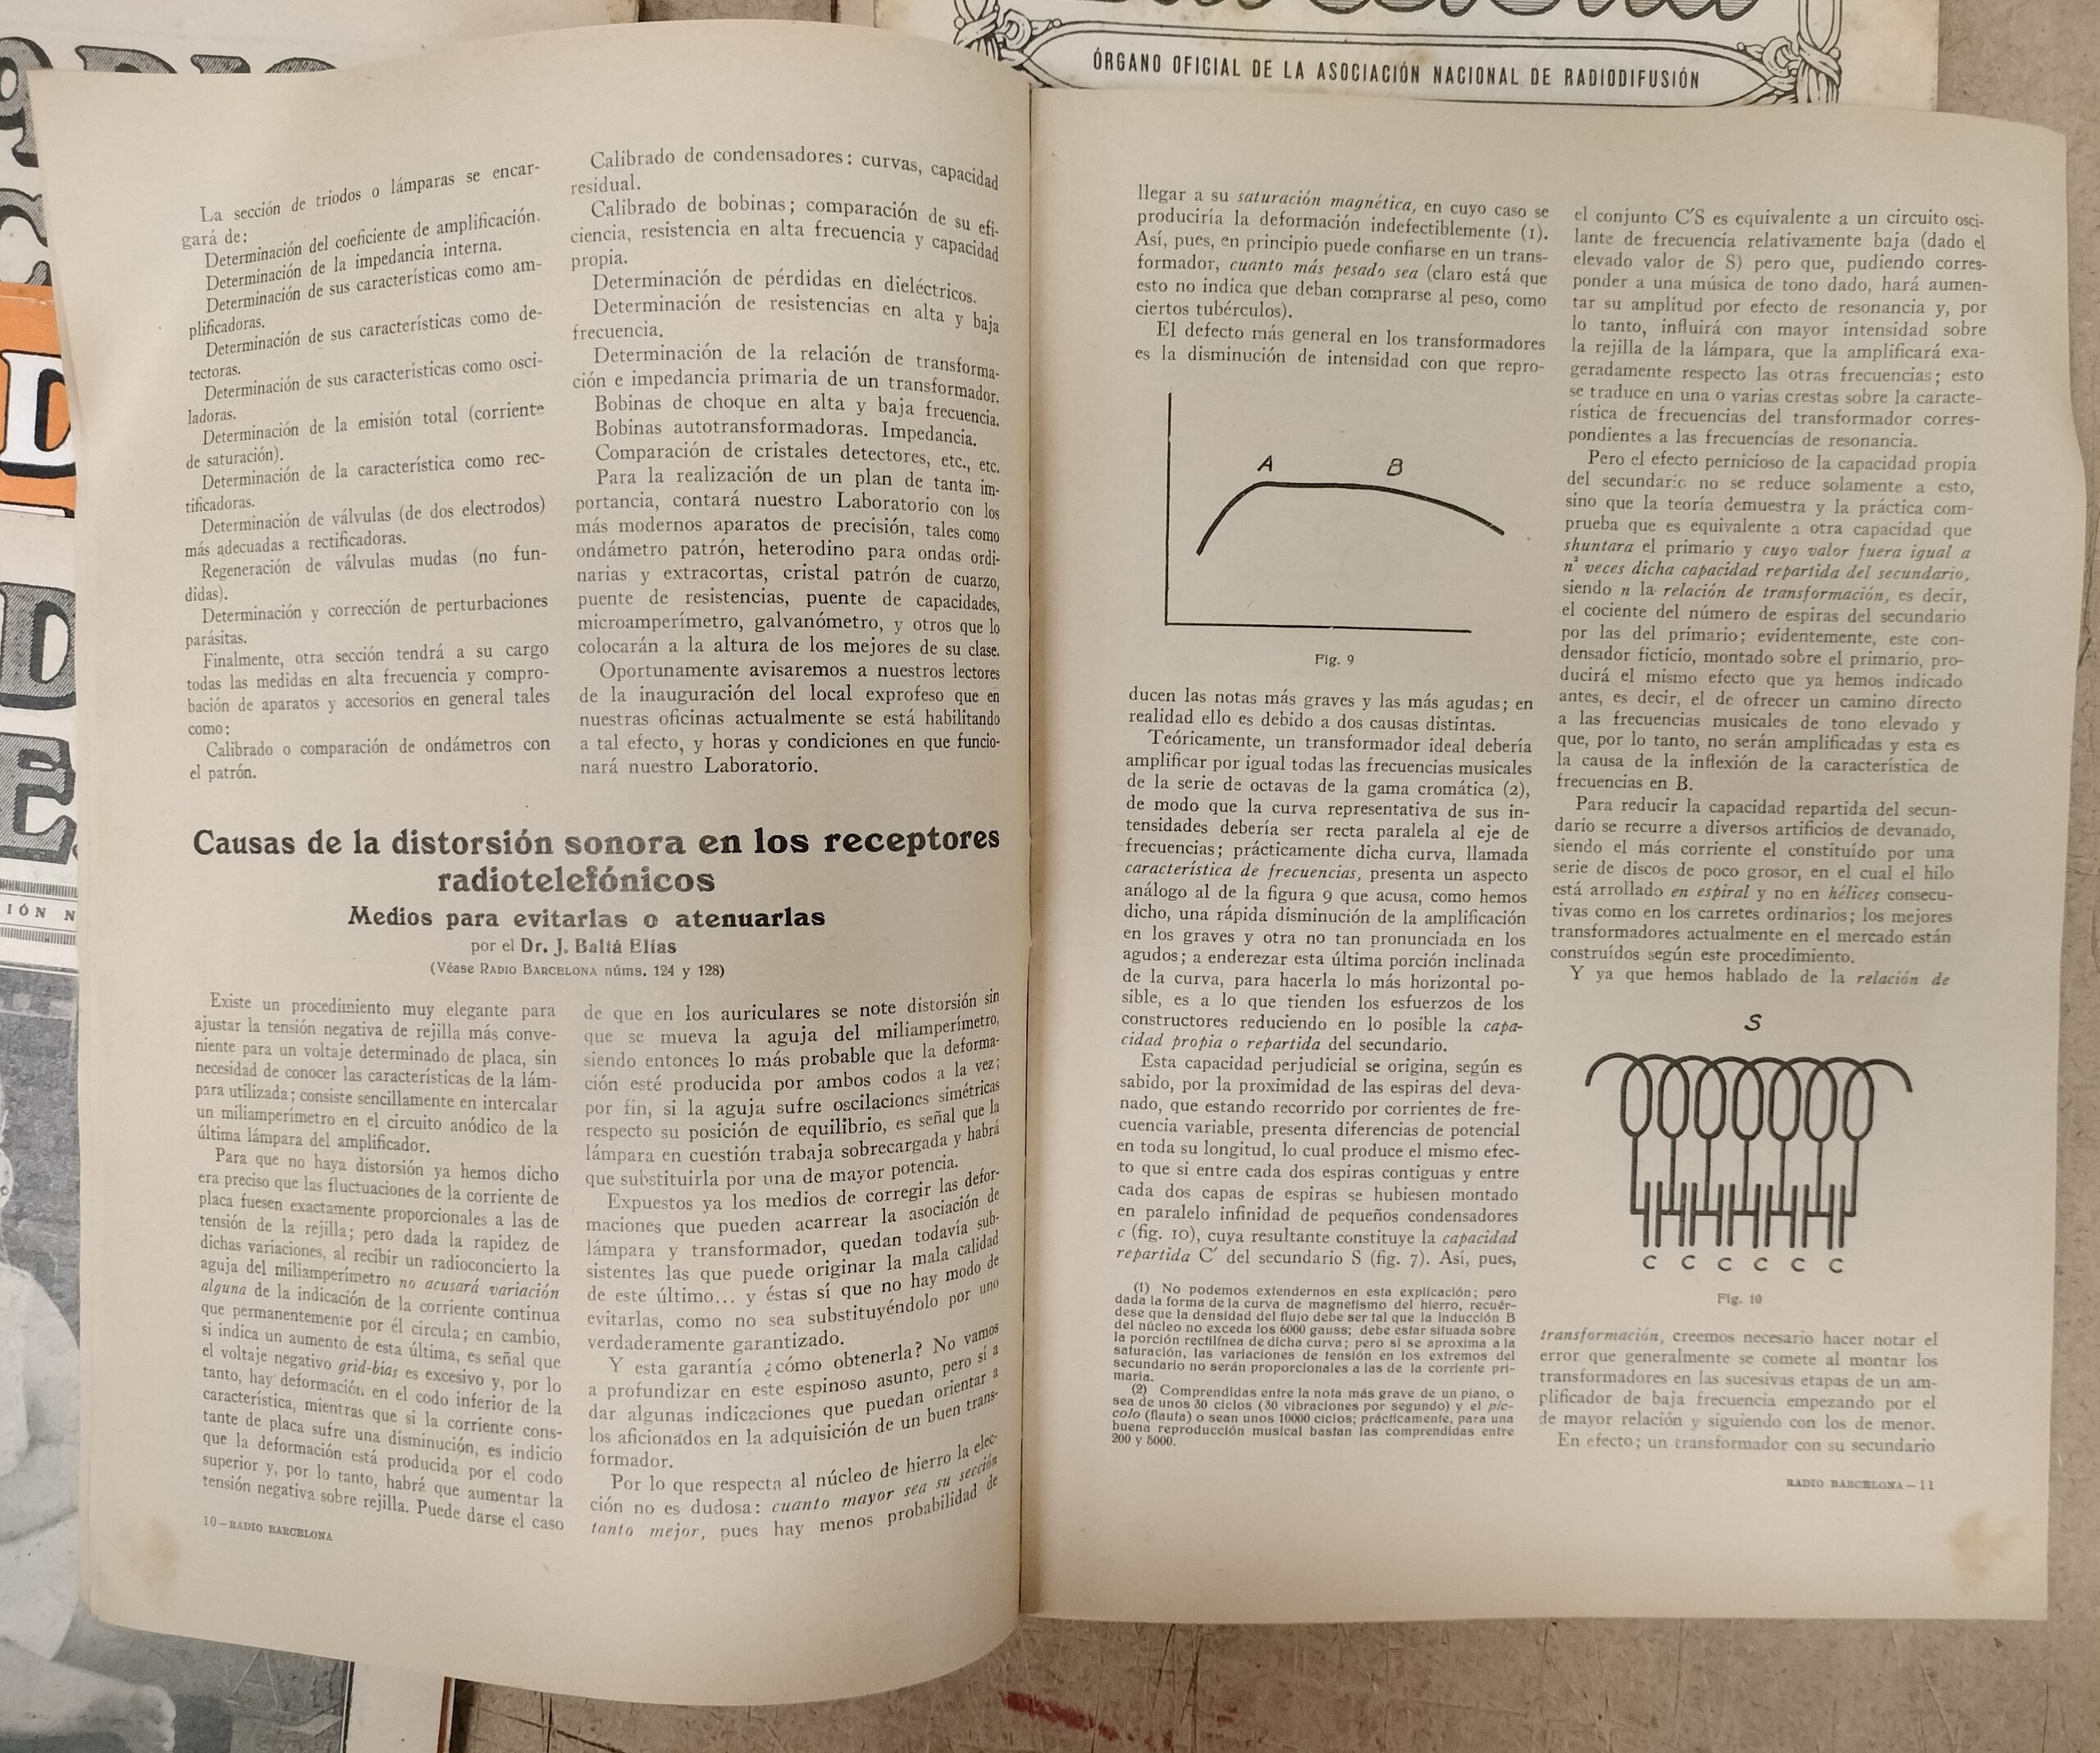 ÓRGANO OFICIAL DE LA ASOCIACIÓN NACIONAL DE RADIODIFUSIÓN
La sección de triodos o lámparas se encar-
gará de:
Determinación del coeficiente de amplificación.
Determinación de la impedancia interna.
Determinación de sus características como am-
plificadoras.
Determinación de sus características como de-
tectoras.
Determinación de sus características como osci-
ladoras.
Determinación de la emisión total (corriente
de saturación).
Determinación de la característica como rec-
tificadoras.
Determinación de válvulas (de dos electrodos)
más adecuadas a rectificadoras.
Regeneración de válvulas mudas (no fun-
didas).
Determinación y corrección de perturbaciones
parásitas.
Finalmente, otra sección tendrá a su cargo
todas las medidas en alta frecuencia y compro-
bación de aparatos y accesorios en general tales
como:
Calibrado o comparación de ondámetros con
el patrón.
Calibrado de condensadores: curvas, capacidad
residual.
Calibrado de bobinas; comparación de su efi-
ciencia, resistencia en alta frecuencia y capacidad
propia.
Determinación de pérdidas en dieléctricos.
Determinación de resistencias en alta y baja
frecuencia.
Determinación de la relación de transforma-
ción e impedancia primaria de un transformador.
Bobinas de choque en alta y baja frecuencia.
Bobinas autotransformadoras. Impedancia.
Comparación de cristales detectores, etc., etc.
Para la realización de un plan de tanta im-
portancia, contará nuestro Laboratorio con los
más modernos aparatos de precisión, tales como
ondámetro patrón, heterodino para ondas ordi-
narias y extracortas, cristal patrón de cuarzo,
puente de resistencias, puente de capacidades,
microamperímetro, galvanómetro, y otros que lo
colocarán a la altura de los mejores de su clase.
Oportunamente avisaremos a nuestros lectores
de la inauguración del local exprofeso que en
nuestras oficinas actualmente se está habilitando
a tal efecto, y horas y condiciones en que funcio-
nará nuestro Laboratorio.
Causas de la distorsión sonora en los receptores
radiotelefónicos
Medios para evitarlas o atenuarlas
por el Dr. J. Baltá Elías
(Véase RADIO BARCELONA núms. 124 y 128)
Existe un procedimiento muy elegante para
ajustar la tensión negativa de rejilla más conve-
niente para un voltaje determinado de placa, sin
necesidad de conocer las características de la lám-
para utilizada; consiste sencillamente en intercalar
un miliamperímetro en el circuito anódico de la
última lámpara del amplificador.
Para que no haya distorsión ya hemos dicho
era preciso que las fluctuaciones de la corriente de
placa fuesen exactamente proporcionales a las de
tensión de la rejilla; pero dada la rapidez de
dichas variaciones, al recibir un radioconcierto la
aguja del miliamperímetro no acusará variación
alguna de la indicación de la corriente continua
que permanentemente por él circula; en cambio,
si indica un aumento de esta última, es señal que
el voltaje negativo grid-bias es excesivo y, por lo
tanto, hay deformación en el codo inferior de la
característica, mientras que si la corriente cons-
tante de placa sufre una disminución, es indicio
que la deformación está producida por el codo
superior y, por lo tanto, habrá que aumentar la
tensión negativa sobre rejilla. Puede darse el caso
10—RADIO BARCELONA
de que en los auriculares se note distorsión sin
que se mueva la aguja del miliamperímetro,
siendo entonces lo más probable que la deforma-
ción esté producida por ambos codos a la vez;
por fin, si la aguja sufre oscilaciones simétricas
respecto su posición de equilibrio, es señal que la
lámpara en cuestión trabaja sobrecargada y habrá
que substituirla por una de mayor potencia.
Expuestos ya los medios de corregir las defor-
maciones que pueden acarrear la asociación de
lámpara y transformador, quedan todavía sub-
sistentes las que puede originar la mala calidad
de este último... y éstas sí que no hay modo de
evitarlas, como no sea substituyéndolo por uno
verdaderamente garantizado.
Y esta garantía ¿cómo obtenerla? No vamos
a profundizar en este espinoso asunto, pero sí a
dar algunas indicaciones que puedan orientar a
los aficionados en la adquisición de un buen trans-
formador.
Por lo que respecta al núcleo de hierro la elec-
ción no es dudosa: cuanto mayor sea su sección
tanto mejor, pues hay menos probabilidad de
llegar a su saturación magnética, en cuyo caso se
produciría la deformación indefectiblemente (1).
Así, pues, en principio puede confiarse en un trans-
formador, cuanto más pesado sea (claro está que
esto no indica que deban comprarse al peso, como
ciertos tubérculos).
El defecto más general en los transformadores
es la disminución de intensidad con que repro-
A B
Fig. 9
ducen las notas más graves y las más agudas; en
realidad ello es debido a dos causas distintas.
Teóricamente, un transformador ideal debería
amplificar por igual todas las frecuencias musicales
de la serie de octavas de la gama cromática (2),
de modo que la curva representativa de sus in-
tensidades debería ser recta paralela al eje de
frecuencias; prácticamente dicha curva, llamada
característica de frecuencias, presenta un aspecto
análogo al de la figura 9 que acusa, como hemos
dicho, una rápida disminución de la amplificación
en los graves y otra no tan pronunciada en los
agudos; a enderezar esta última porción inclinada
de la curva, para hacerla lo más horizontal po-
sible, es a lo que tienden los esfuerzos de los
constructores reduciendo en lo posible la capa-
cidad propia o repartida del secundario.
Esta capacidad perjudicial se origina, según es
sabido, por la proximidad de las espiras del deva-
nado, que estando recorrido por corrientes de fre-
cuencia variable, presenta diferencias de potencial
en toda su longitud, lo cual produce el mismo efec-
to que si entre cada dos espiras contiguas y entre
cada dos capas de espiras se hubiesen montado
en paralelo infinidad de pequeños condensadores
c (fig. 10), cuya resultante constituye la capacidad
repartida C' del secundario S (fig. 7). Así, pues,
(1) No podemos extendernos en esta explicación; pero
dada la forma de la curva de magnetismo del hierro, recuér-
dese que la densidad del flujo debe ser tal que la inducción B
del núcleo no exceda los 6000 gauss; debe estar situada sobre
la porción rectilínea de dicha curva; pero si se aproxima a la
saturación, las variaciones de tensión en los extremos del
secundario no serán proporcionales a las de la corriente pri-
maria.
(2) Comprendidas entre la nota más grave de un piano, o
sea de unos 30 ciclos (30 vibraciones por segundo) y el pic-
colo (flauta) o sean unos 10000 ciclos; prácticamente, para una
buena reproducción musical bastan las comprendidas entre
200 y 5000.
el conjunto C'S es equivalente a un circuito osci-
lante de frecuencia relativamente baja (dado el
elevado valor de S) pero que, pudiendo corres-
ponder a una música de tono dado, hará aumen-
tar su amplitud por efecto de resonancia y, por
lo tanto, influirá con mayor intensidad sobre
la rejilla de la lámpara, que la amplificará exa-
geradamente respecto las otras frecuencias; esto
se traduce en una o varias crestas sobre la caracte-
rística de frecuencias del transformador corres-
pondientes a las frecuencias de resonancia.
Pero el efecto pernicioso de la capacidad propia
del secundario no se reduce solamente a esto,
sino que la teoría demuestra y la práctica com-
prueba que es equivalente a otra capacidad que
shuntara el primario y cuyo valor fuera igual a
n² veces dicha capacidad repartida del secundario,
siendo n la relación de transformación, es decir,
el cociente del número de espiras del secundario
por las del primario; evidentemente, este con-
densador ficticio, montado sobre el primario, pro-
ducirá el mismo efecto que ya hemos indicado
antes, es decir, el de ofrecer un camino directo
a las frecuencias musicales de tono elevado y
que, por lo tanto, no serán amplificadas y esta es
la causa de la inflexión de la característica de
frecuencias en B.
Para reducir la capacidad repartida del secun-
dario se recurre a diversos artificios de devanado,
siendo el más corriente el constituído por una
serie de discos de poco grosor, en el cual el hilo
está arrollado en espiral y no en hélices consecu-
tivas como en los carretes ordinarios; los mejores
transformadores actualmente en el mercado están
construídos según este procedimiento.
Y ya que hemos hablado de la relación de
S
C C C C C C
Fig. 10
transformación, creemos necesario hacer notar el
error que generalmente se comete al montar los
transformadores en las sucesivas etapas de un am-
plificador de baja frecuencia empezando por el
de mayor relación y siguiendo con los de menor.
En efecto; un transformador con su secundario
RADIO BARCELONA—11